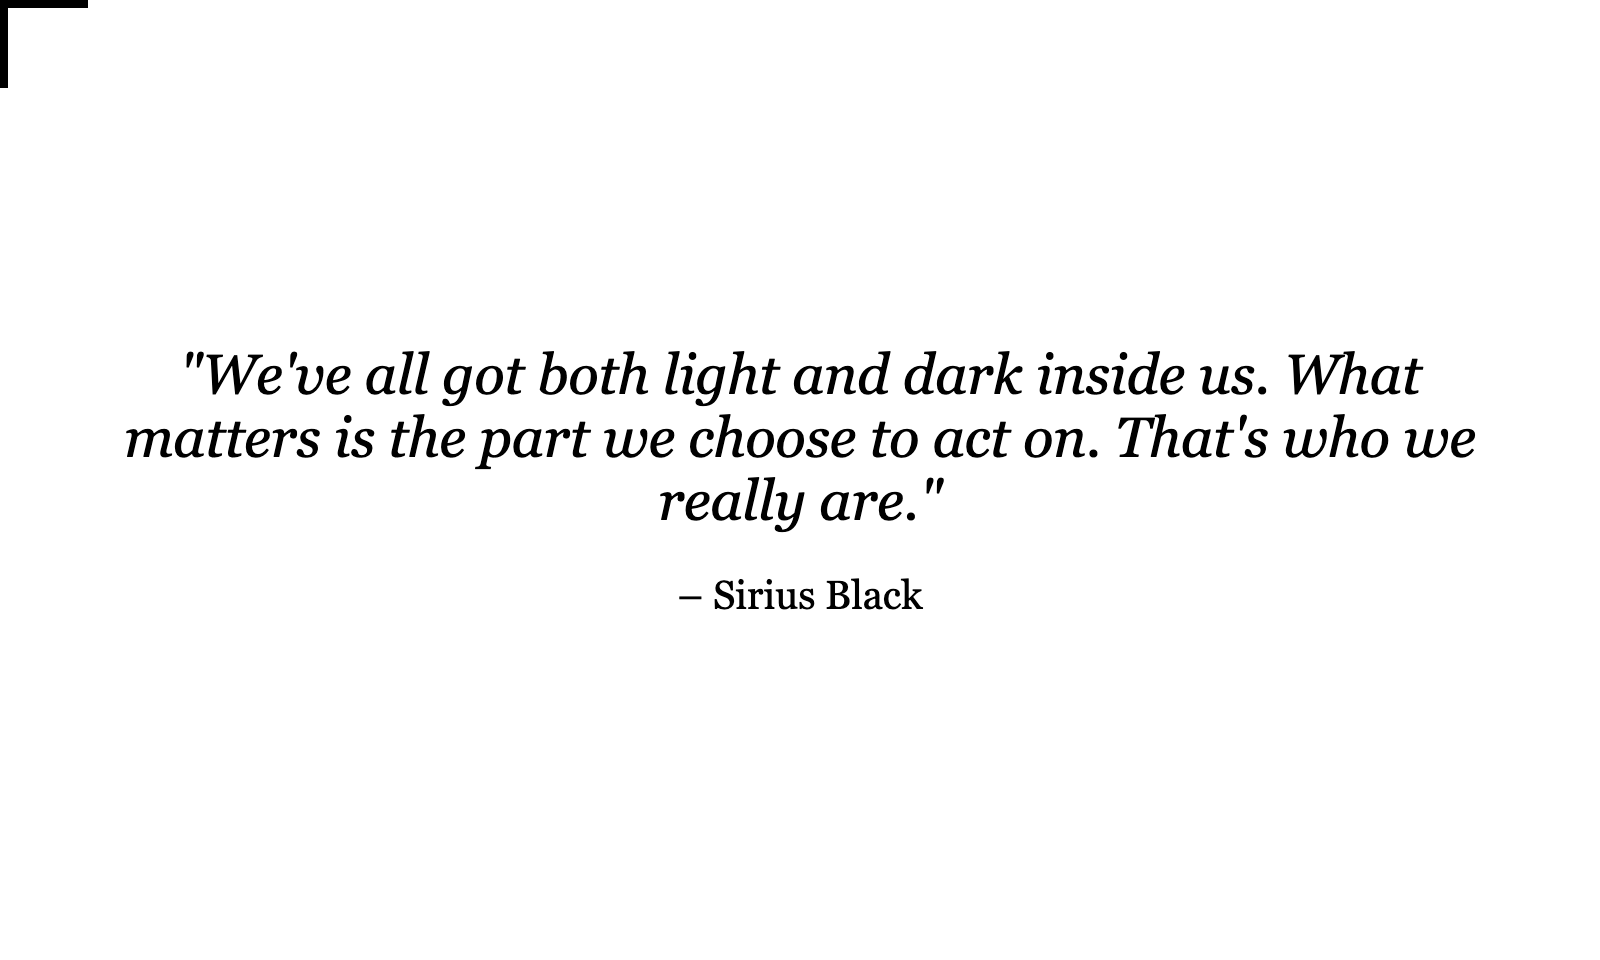 "We've all got both light and dark inside us. What
matters is the part we choose to act on. That's who we
really are."
– Sirius Black